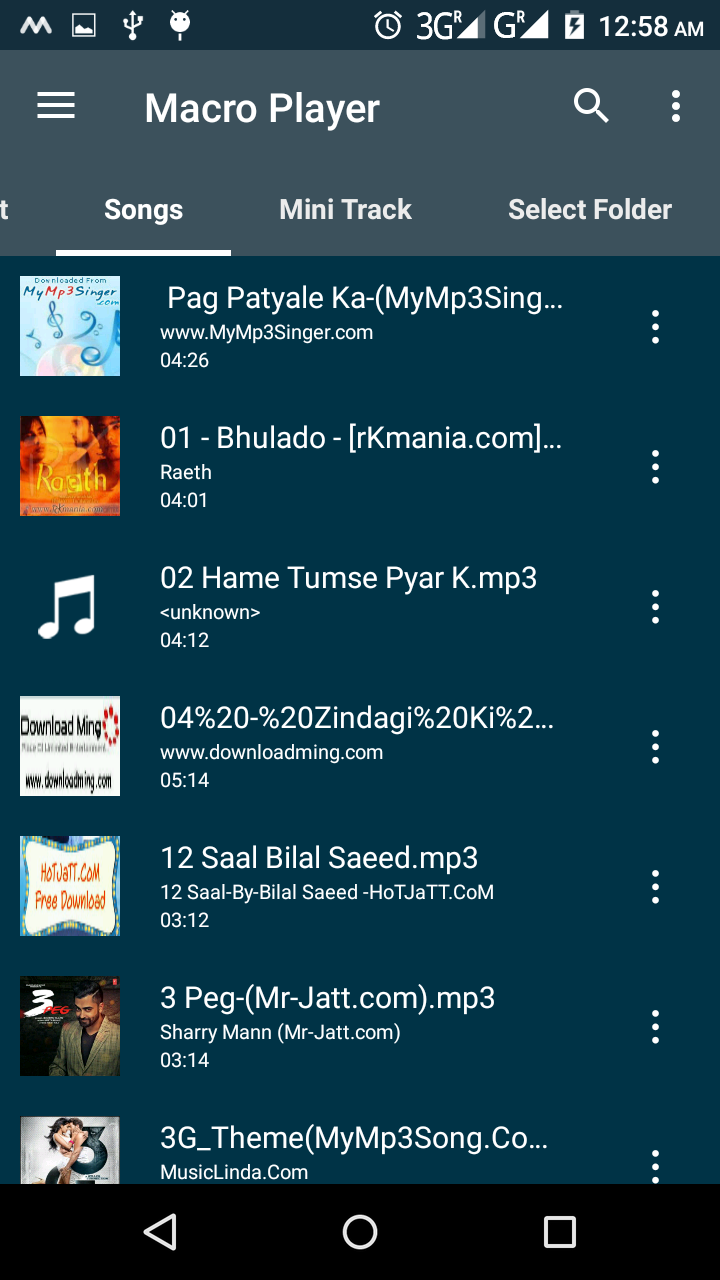 3G R G R 12:58 AM
Macro Player
t Songs Mini Track Select Folder
Downloaded From
MyMp3Singer
.com
Pag Patyale Ka-(MyMp3Sing...
www.MyMp3Singer.com
04:26
Raeth
01 - Bhulado - [rKmania.com]...
Raeth
04:01
02 Hame Tumse Pyar K.mp3
<unknown>
04:12
Download Ming
www.downloadming.com
04%20-%20Zindagi%20Ki%2...
www.downloadming.com
05:14
HoTJaTT.CoM
Free Download
12 Saal Bilal Saeed.mp3
12 Saal-By-Bilal Saeed -HoTJaTT.CoM
03:12
3 PEG
3 Peg-(Mr-Jatt.com).mp3
Sharry Mann (Mr-Jatt.com)
03:14
3
3G_Theme(MyMp3Song.Co...
MusicLinda.Com